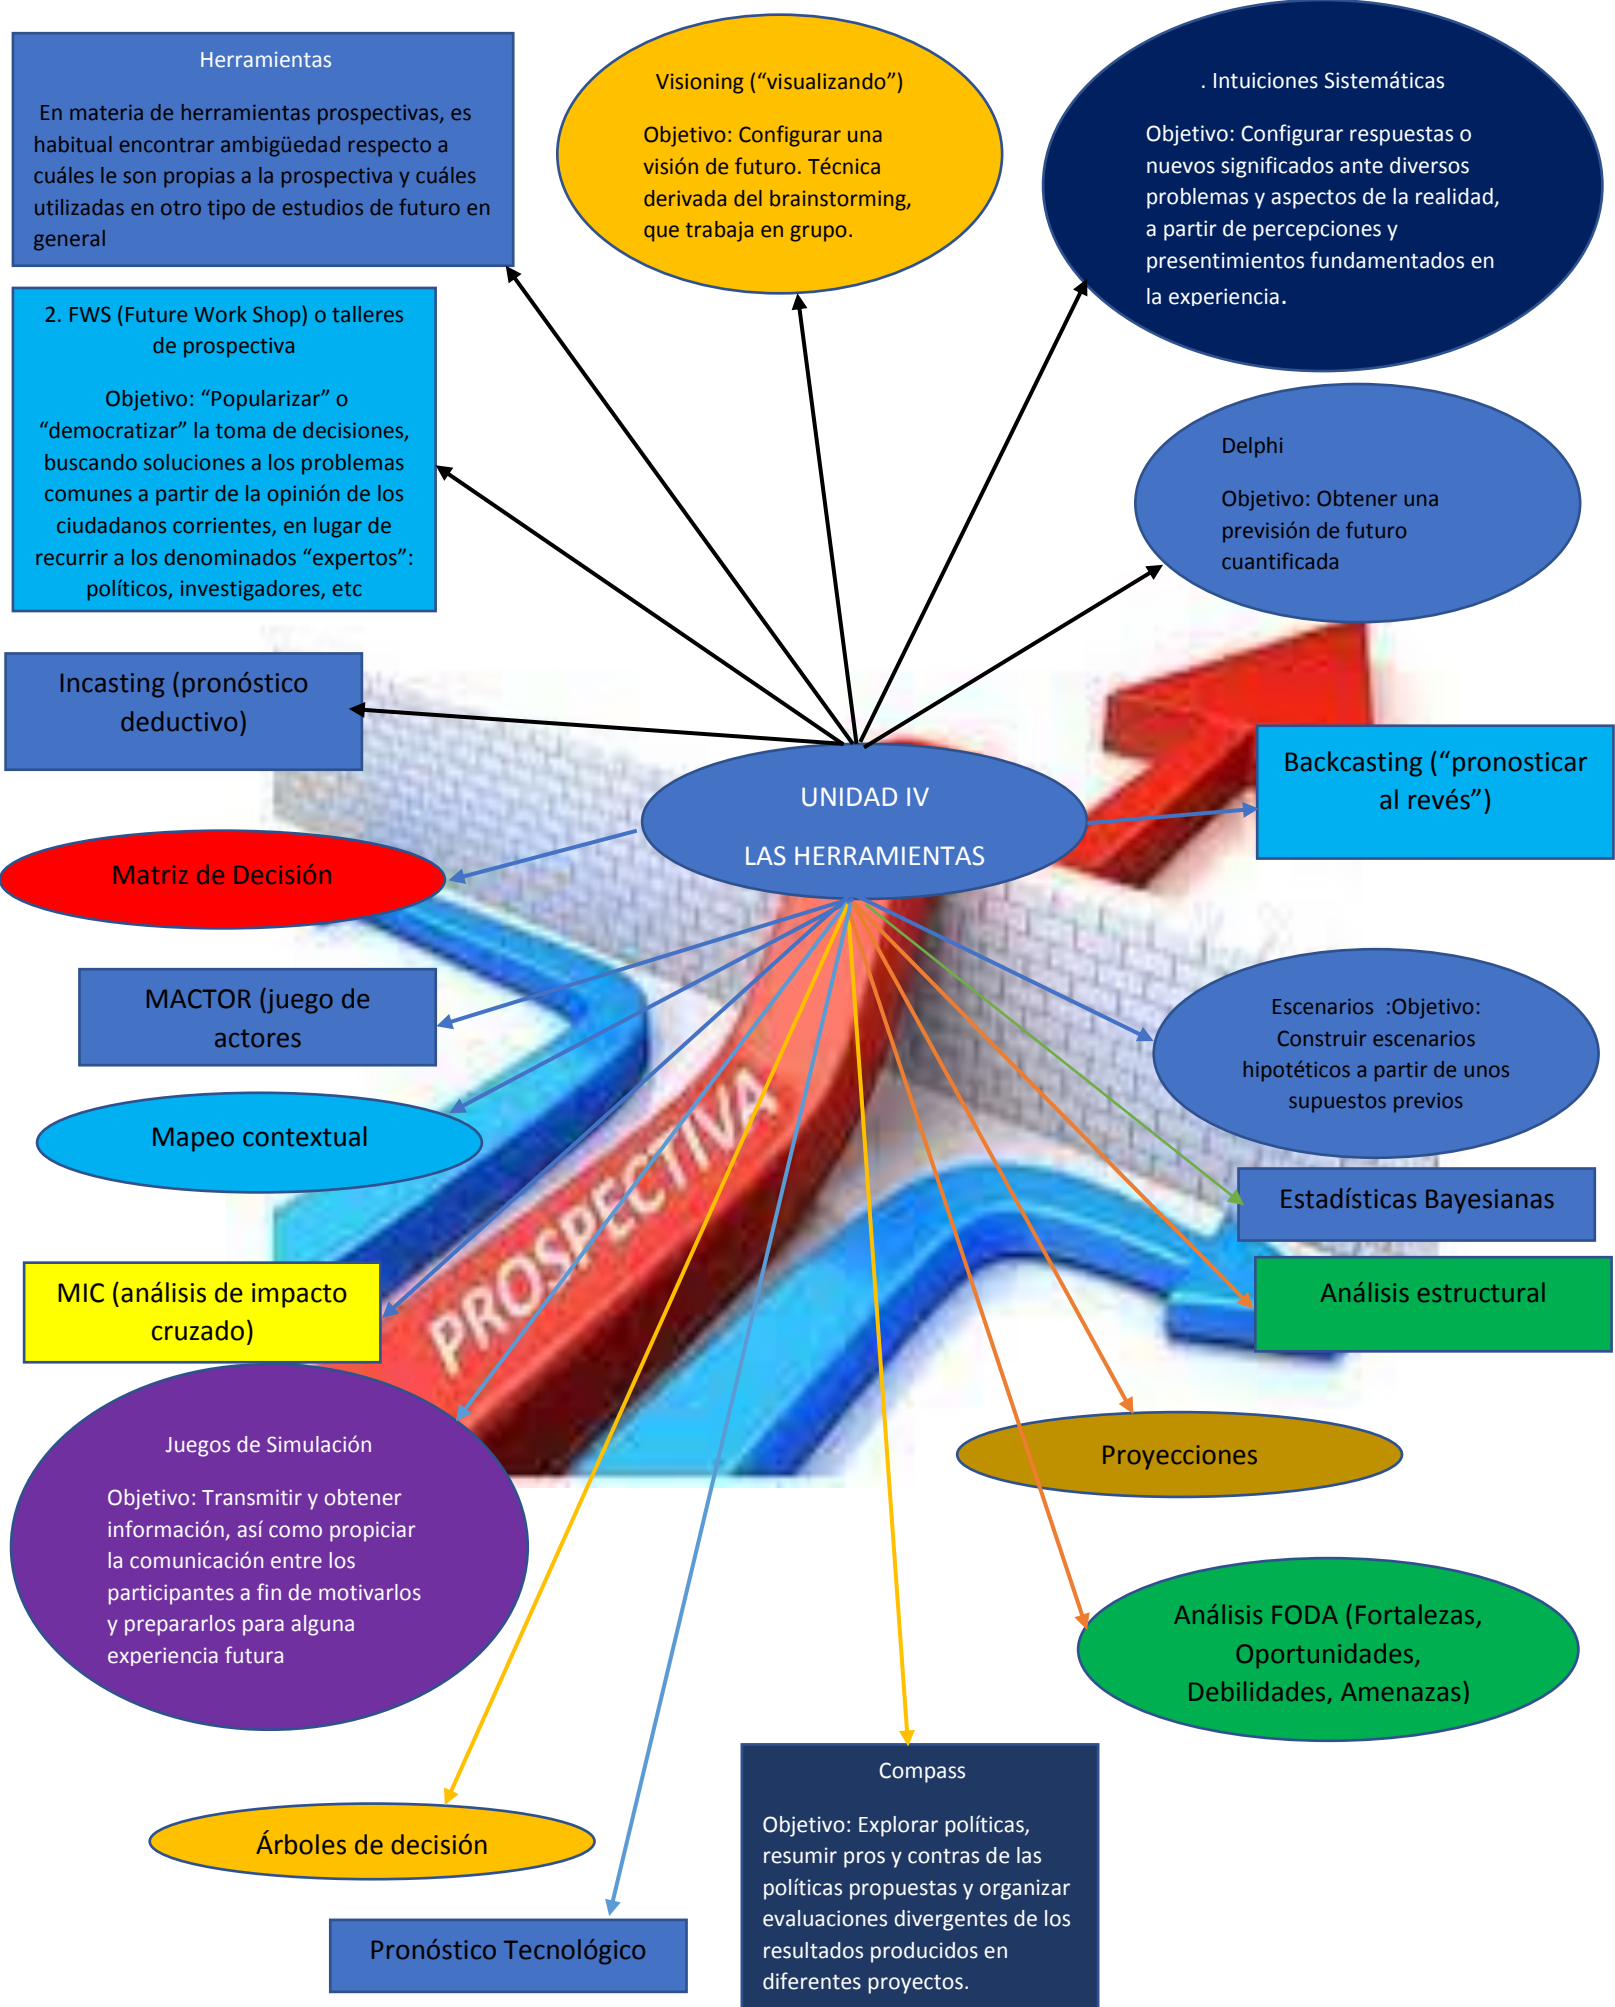 Herramientas
En materia de herramientas prospectivas, es
habitual encontrar ambigüedad respecto a
cuáles le son propias a la prospectiva y cuáles
utilizadas en otro tipo de estudios de futuro en
general
Visioning (“visualizando”)
Objetivo: Configurar una
visión de futuro. Técnica
derivada del brainstorming,
que trabaja en grupo.
. Intuiciones Sistemáticas
Objetivo: Configurar respuestas o
nuevos significados ante diversos
problemas y aspectos de la realidad,
a partir de percepciones y
presentimientos fundamentados en
la experiencia.
2. FWS (Future Work Shop) o talleres
de prospectiva
Objetivo: “Popularizar” o
“democratizar” la toma de decisiones,
buscando soluciones a los problemas
comunes a partir de la opinión de los
ciudadanos corrientes, en lugar de
recurrir a los denominados “expertos”:
políticos, investigadores, etc
Delphi
Objetivo: Obtener una
previsión de futuro
cuantificada
Incasting (pronóstico
deductivo)
UNIDAD IV
LAS HERRAMIENTAS
Backcasting (“pronosticar
al revés”)
Matriz de Decisión
MACTOR (juego de
actores
Escenarios  :Objetivo:
Construir escenarios
hipotéticos a partir de unos
supuestos previos
Mapeo contextual
PROSPECTIVA
Estadísticas Bayesianas
MIC (análisis de impacto
cruzado)
Análisis estructural
Juegos de Simulación
Objetivo: Transmitir y obtener
información, así como propiciar
la comunicación entre los
participantes a fin de motivarlos
y prepararlos para alguna
experiencia futura
Proyecciones
Análisis FODA (Fortalezas,
Oportunidades,
Debilidades, Amenazas)
Compass
Objetivo: Explorar políticas,
resumir pros y contras de las
políticas propuestas y organizar
evaluaciones divergentes de los
resultados producidos en
diferentes proyectos.
Árboles de decisión
Pronóstico Tecnológico